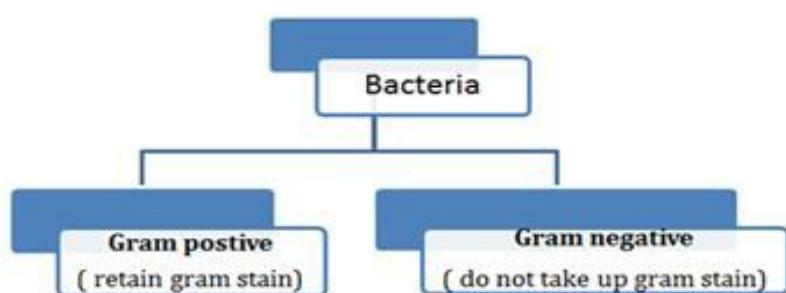 Bacteria
Gram postive
( retain gram stain)
Gram negative
( do not take up gram stain)